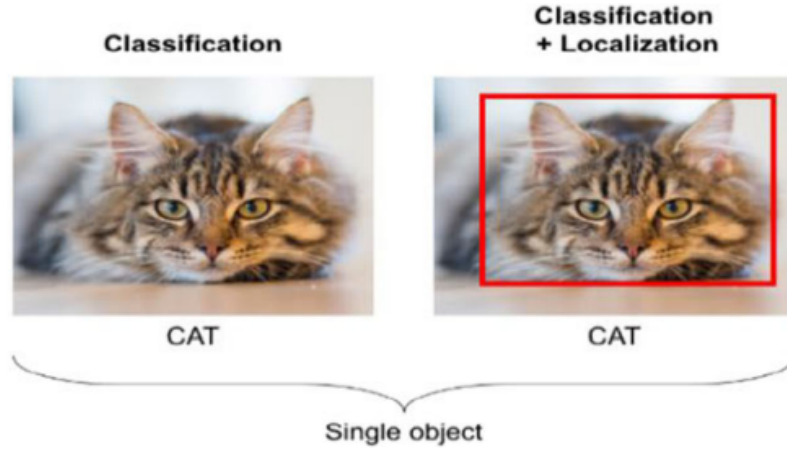 Classification
Classification
+ Localization
CAT
CAT
Single object